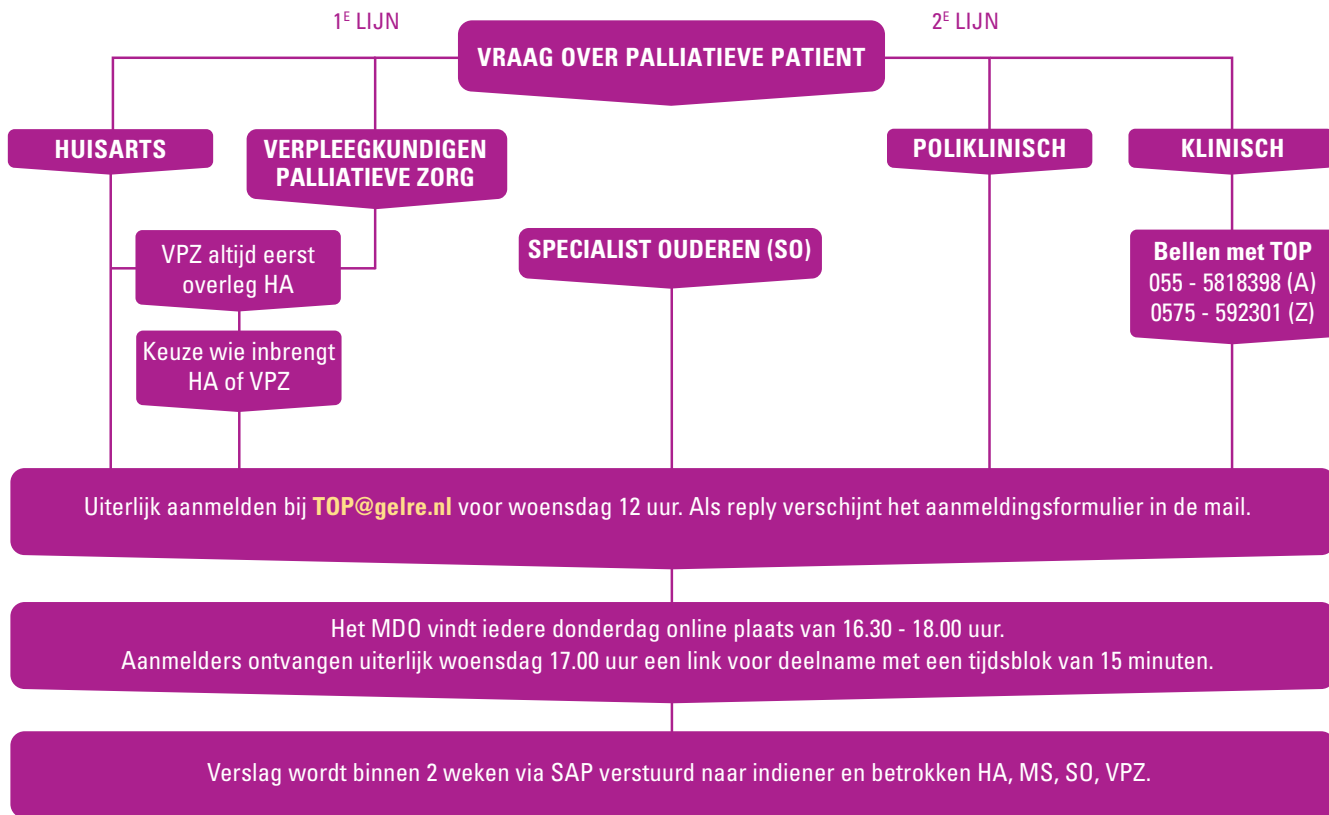 1E LIJN
2E LIJN
VRAAG OVER PALLIATIEVE PATIENT
HUISARTS
VERPLEEGKUNDIGEN
PALLIATIEVE ZORG
POLIKLINISCH
KLINISCH
VPZ altijd eerst
overleg HA
SPECIALIST OUDEREN (SO)
Bellen met TOP
055 - 5818398 (A)
0575 - 592301 (Z)
Keuze wie inbrengt
HA of VPZ
Uiterlijk aanmelden bij TOP@gelre.nl voor woensdag 12 uur. Als reply verschijnt het aanmeldingsformulier in de mail.
Het MDO vindt iedere donderdag online plaats van 16.30 - 18.00 uur.
Aanmelders ontvangen uiterlijk woensdag 17.00 uur een link voor deelname met een tijdsblok van 15 minuten.
Verslag wordt binnen 2 weken via SAP verstuurd naar indiener en betrokken HA, MS, SO, VPZ.